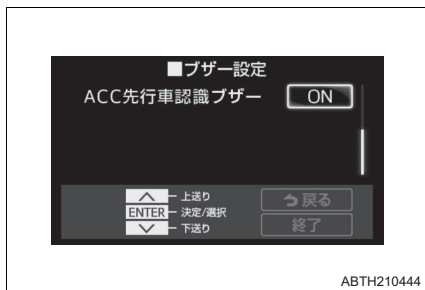 ■ブザー設定
ACC先行車認識ブザー ON
上送り
ENTER 決定/選択
下送り
戻る
終了
ABTH210444